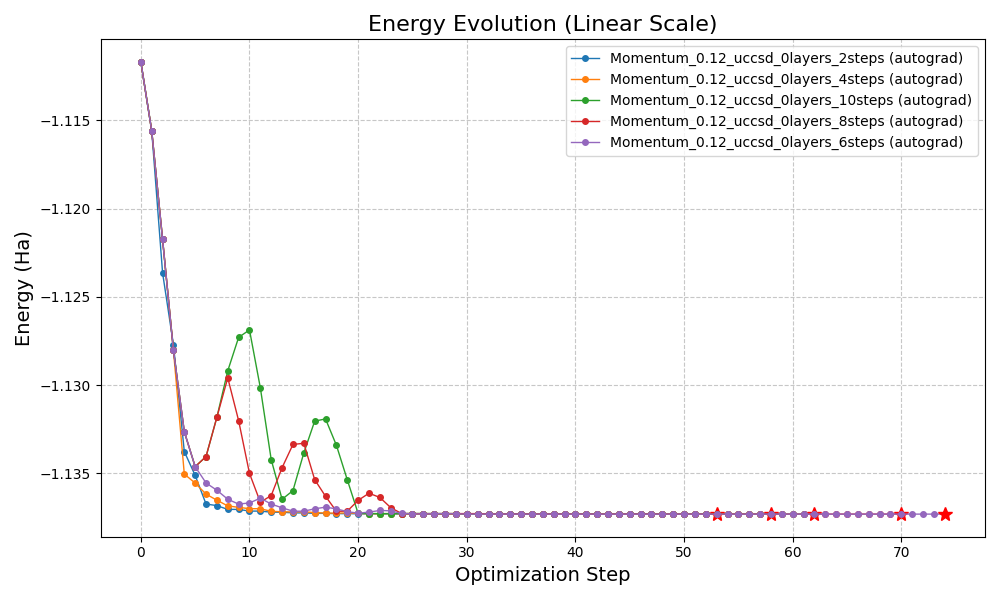 Energy Evolution (Linear Scale)
Momentum_0.12_uccsd_0layers_2steps (autograd)
Momentum_0.12_uccsd_0layers_4steps (autograd)
Momentum_0.12_uccsd_0layers_10steps (autograd)
Momentum_0.12_uccsd_0layers_8steps (autograd)
Momentum_0.12_uccsd_0layers_6steps (autograd)
Energy (Ha)
−1.115
−1.120
−1.125
−1.130
−1.135
0 10 20 30 40 50 60 70
Optimization Step